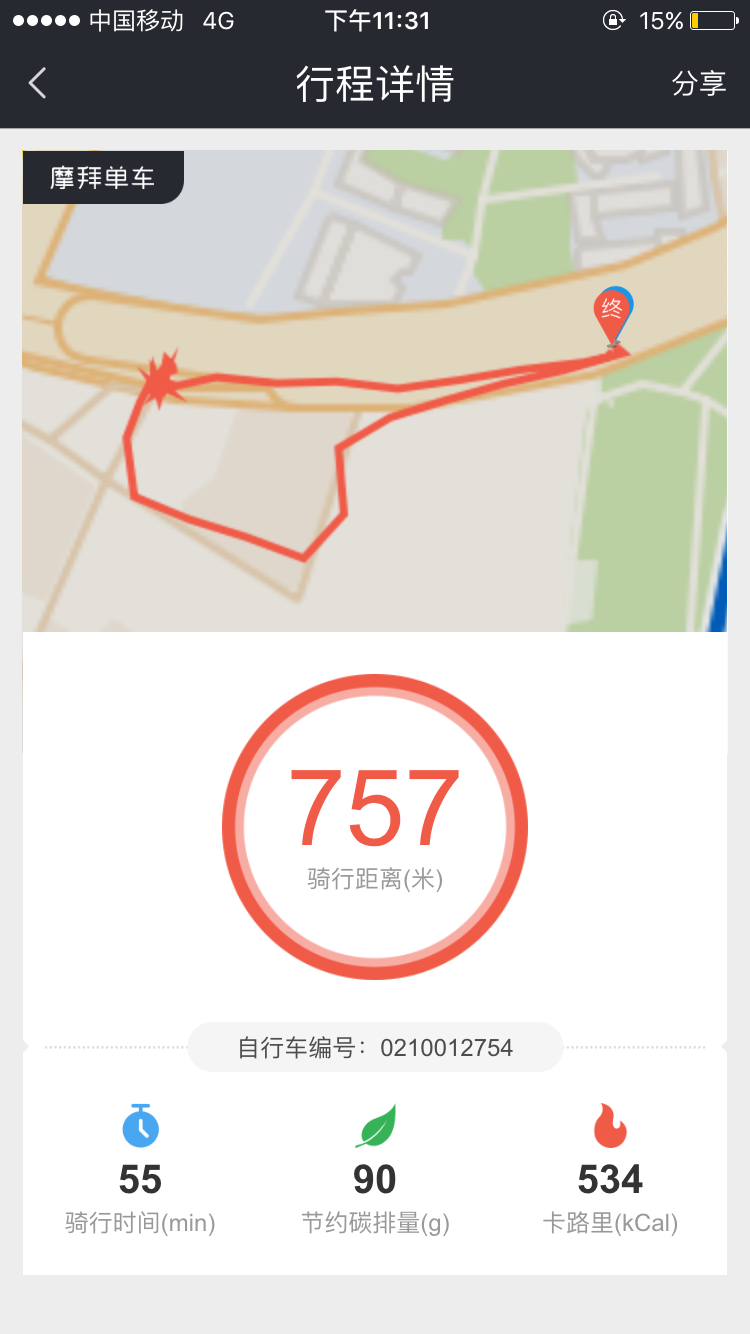 中国移动 4G 下午11:31 15%
行程详情 分享
摩拜单车
终
757
骑行距离(米)
自行车编号：0210012754
55 90 534
骑行时间(min) 节约碳排量(g) 卡路里(kCal)